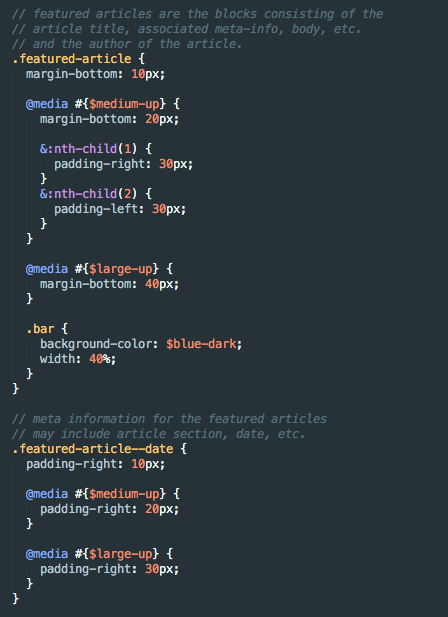 // featured articles are the blocks consisting of the
// article title, associated meta-info, body, etc.
// and the author of the article.
.featured-article {
  margin-bottom: 10px;

  @media #{$medium-up} {
    margin-bottom: 20px;

    &:nth-child(1) {
      padding-right: 30px;
    }
    &:nth-child(2) {
      padding-left: 30px;
    }
  }

  @media #{$large-up} {
    margin-bottom: 40px;
  }

  .bar {
    background-color: $blue-dark;
    width: 40%;
  }
}

// meta information for the featured articles
// may include article section, date, etc.
.featured-article--date {
  padding-right: 10px;

  @media #{$medium-up} {
    padding-right: 20px;
  }

  @media #{$large-up} {
    padding-right: 30px;
  }
}